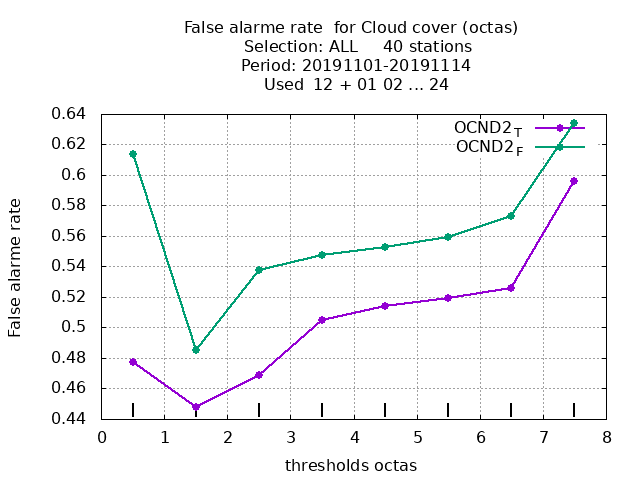 False alarme rate  for Cloud cover (octas)
Selection: ALL     40 stations
Period: 20191101-20191114
Used  12 + 01 02 ... 24
OCND2T
OCND2F
0.64
0.62
0.6
0.58
0.56
0.54
0.52
0.5
0.48
0.46
0.44
False alarme rate
0 1 2 3 4 5 6 7 8
thresholds octas